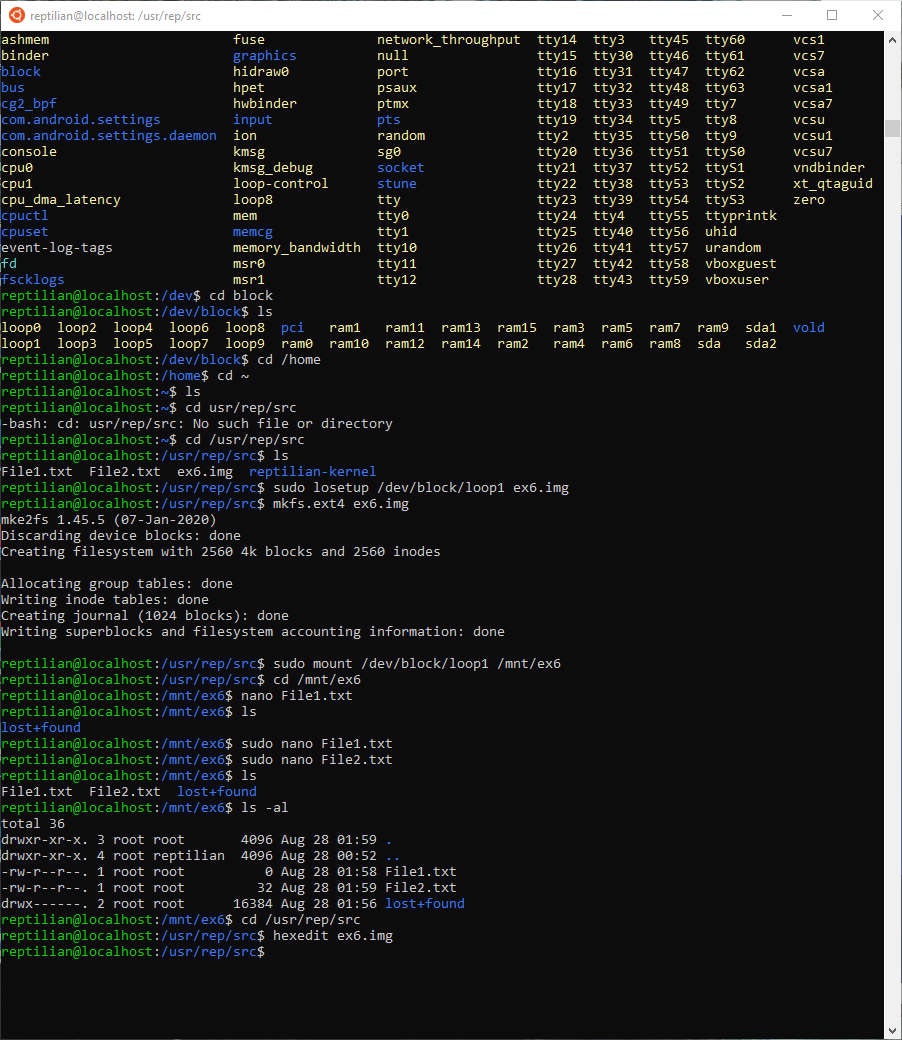 reptilian@localhost: /usr/rep/src
ashmem fuse network_throughput tty14 tty3 tty45 tty60 vcs1
binder graphics null tty15 tty30 tty46 tty61 vcs7
block hidraw0 port tty16 tty31 tty47 tty62 vcsa
bus hpet psaux tty17 tty32 tty48 tty63 vcsa1
cg2_bpf hwbinder ptmx tty18 tty33 tty49 tty7 vcsa7
com.android.settings input pts tty19 tty34 tty5 tty8 vcsu
com.android.settings.daemon ion random tty2 tty35 tty50 tty9 vcsu1
console kmsg sg0 tty20 tty36 tty51 ttyS0 vcsu7
cpu0 kmsg_debug socket tty21 tty37 tty52 ttyS1 vndbinder
cpu1 loop-control stune tty22 tty38 tty53 ttyS2 xt_qtaguid
cpu_dma_latency loop8 tty tty23 tty39 tty54 ttyS3 zero
cpuctl mem tty0 tty24 tty4 tty55 ttyprintk
cpuset memcg tty1 tty25 tty40 tty56 uhid
event-log-tags memory_bandwidth tty10 tty26 tty41 tty57 urandom
fd msr0 tty11 tty27 tty42 tty58 vboxguest
fscklogs msr1 tty12 tty28 tty43 tty59 vboxuser
reptilian@localhost:/dev$ cd block
reptilian@localhost:/dev/block$ ls
loop0 loop2 loop4 loop6 loop8 pci ram1 ram11 ram13 ram15 ram3 ram5 ram7 ram9 sda1 vold
loop1 loop3 loop5 loop7 loop9 ram0 ram10 ram12 ram14 ram2 ram4 ram6 ram8 sda sda2
reptilian@localhost:/dev/block$ cd /home
reptilian@localhost:/home$ cd ~
reptilian@localhost:~$ ls
reptilian@localhost:~$ cd usr/rep/src
-bash: cd: usr/rep/src: No such file or directory
reptilian@localhost:~$ cd /usr/rep/src
reptilian@localhost:/usr/rep/src$ ls
File1.txt File2.txt ex6.img reptilian-kernel
reptilian@localhost:/usr/rep/src$ sudo losetup /dev/block/loop1 ex6.img
reptilian@localhost:/usr/rep/src$ mkfs.ext4 ex6.img
mke2fs 1.45.5 (07-Jan-2020)
Discarding device blocks: done
Creating filesystem with 2560 4k blocks and 2560 inodes
Allocating group tables: done
Writing inode tables: done
Creating journal (1024 blocks): done
Writing superblocks and filesystem accounting information: done
reptilian@localhost:/usr/rep/src$ sudo mount /dev/block/loop1 /mnt/ex6
reptilian@localhost:/usr/rep/src$ cd /mnt/ex6
reptilian@localhost:/mnt/ex6$ nano File1.txt
reptilian@localhost:/mnt/ex6$ ls
lost+found
reptilian@localhost:/mnt/ex6$ sudo nano File1.txt
reptilian@localhost:/mnt/ex6$ sudo nano File2.txt
reptilian@localhost:/mnt/ex6$ ls
File1.txt File2.txt lost+found
reptilian@localhost:/mnt/ex6$ ls -al
total 36
drwxr-xr-x. 3 root root 4096 Aug 28 01:59 .
drwxr-xr-x. 4 root reptilian 4096 Aug 28 00:52 ..
-rw-r--r--. 1 root root 0 Aug 28 01:58 File1.txt
-rw-r--r--. 1 root root 32 Aug 28 01:59 File2.txt
drwx------. 2 root root 16384 Aug 28 01:56 lost+found
reptilian@localhost:/mnt/ex6$ cd /usr/rep/src
reptilian@localhost:/usr/rep/src$ hexedit ex6.img
reptilian@localhost:/usr/rep/src$